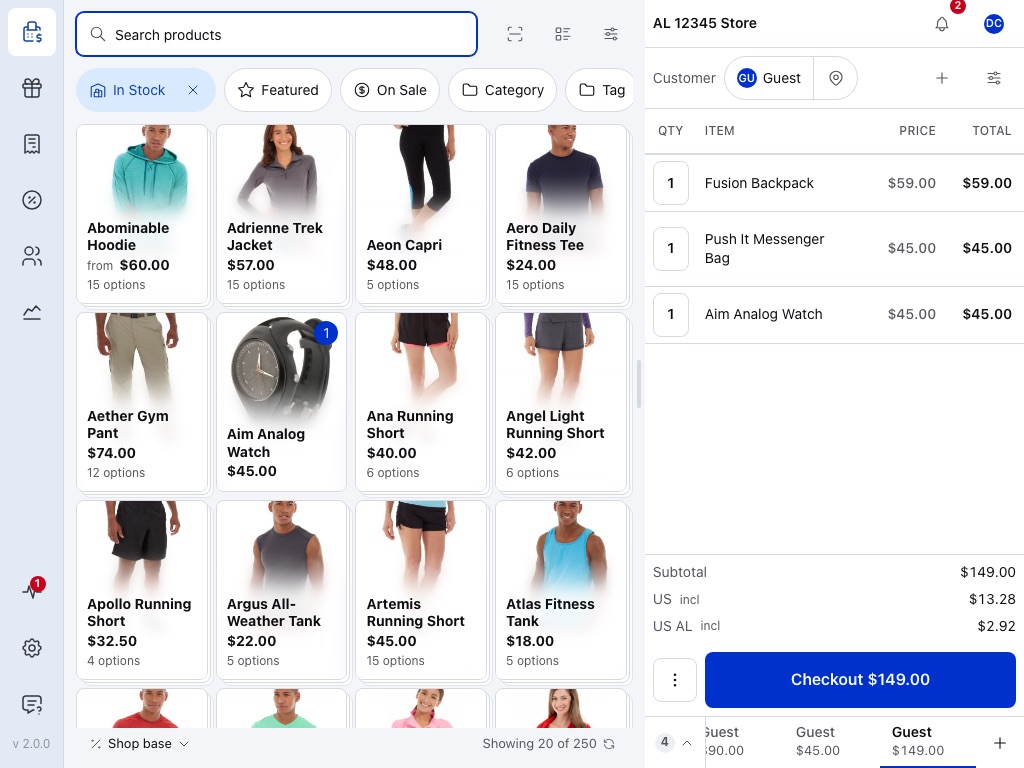 Search products
In Stock
Featured
On Sale
Category
Tag
Abominable
Hoodie
from $60.00
15 options
Adrienne Trek
Jacket
$57.00
15 options
Aeon Capri
$48.00
5 options
Aero Daily
Fitness Tee
$24.00
15 options
Aether Gym
Pant
$74.00
12 options
1
Aim Analog
Watch
$45.00
Ana Running
Short
$40.00
6 options
Angel Light
Running Short
$42.00
6 options
Apollo Running
Short
$32.50
4 options
Argus All-
Weather Tank
$22.00
5 options
Artemis
Running Short
$45.00
15 options
Atlas Fitness
Tank
$18.00
5 options
1
v 2.0.0
Shop base
Showing 20 of 250
AL 12345 Store
2
DC
Customer
GU Guest
QTY ITEM PRICE TOTAL
1 Fusion Backpack $59.00 $59.00
1 Push It Messenger
Bag $45.00 $45.00
1 Aim Analog Watch $45.00 $45.00
Subtotal $149.00
US incl $13.28
US AL incl $2.92
Checkout $149.00
4
Guest
$90.00
Guest
$45.00
Guest
$149.00